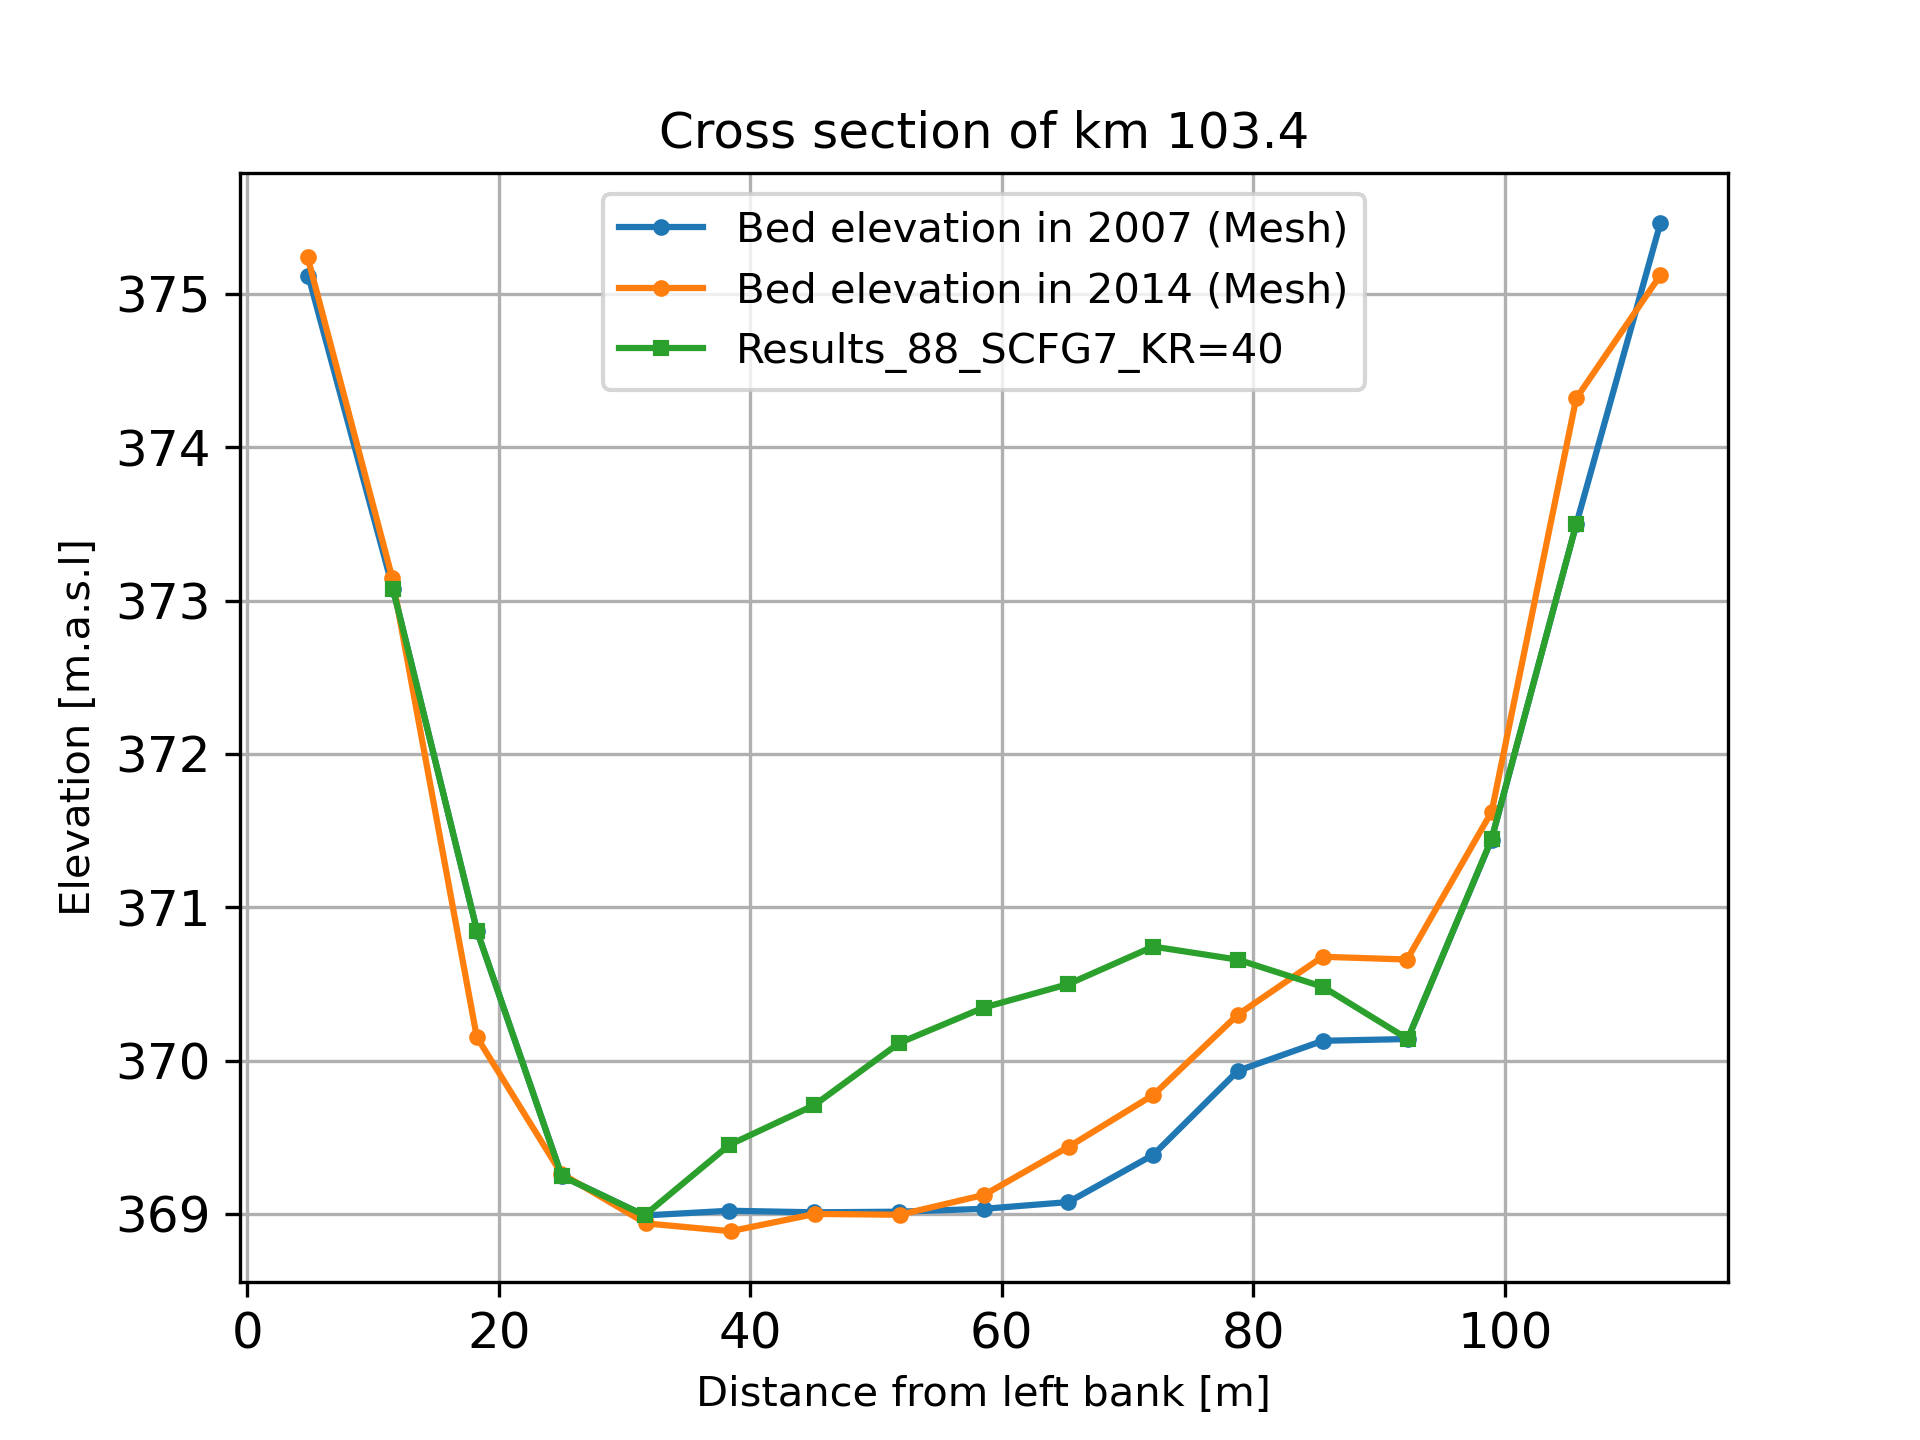 Cross section of km 103.4
Bed elevation in 2007 (Mesh)
Bed elevation in 2014 (Mesh)
Results_88_SCFG7_KR=40
375
374
373
372
371
370
369
Elevation [m.a.s.l]
0 20 40 60 80 100
Distance from left bank [m]